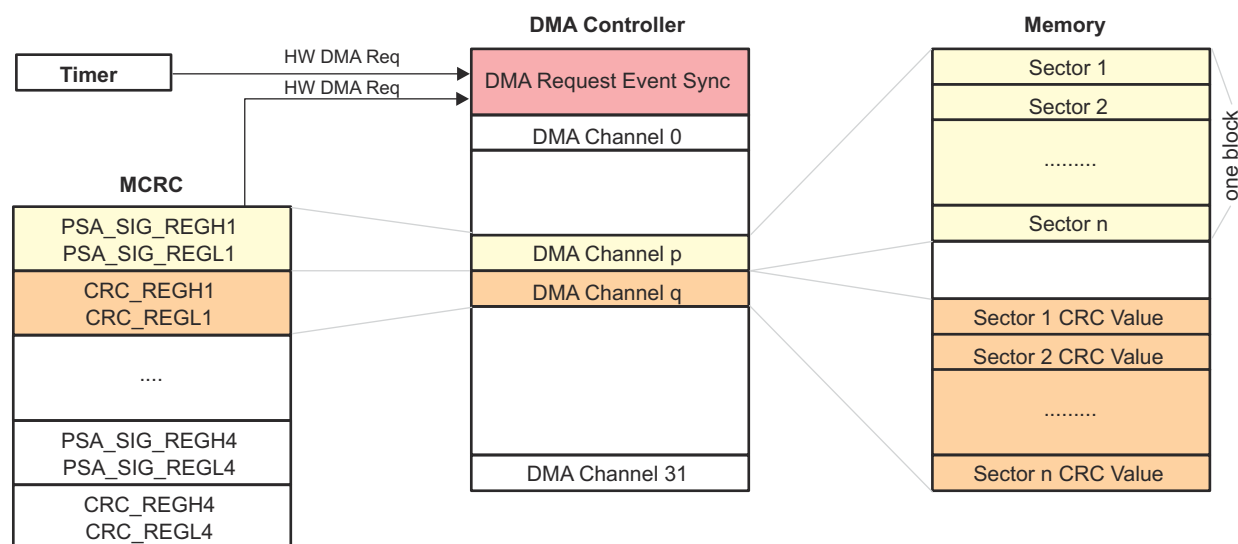 DMA Controller
Memory
Timer
HW DMA Req
HW DMA Req
DMA Request Event Sync
DMA Channel 0
DMA Channel p
DMA Channel q
DMA Channel 31
MCRC
PSA_SIG_REGH1
PSA_SIG_REGL1
CRC_REGH1
CRC_REGL1
....
PSA_SIG_REGH4
PSA_SIG_REGL4
CRC_REGH4
CRC_REGL4
Sector 1
Sector 2
.........
Sector n
one block
Sector 1 CRC Value
Sector 2 CRC Value
.........
Sector n CRC Value